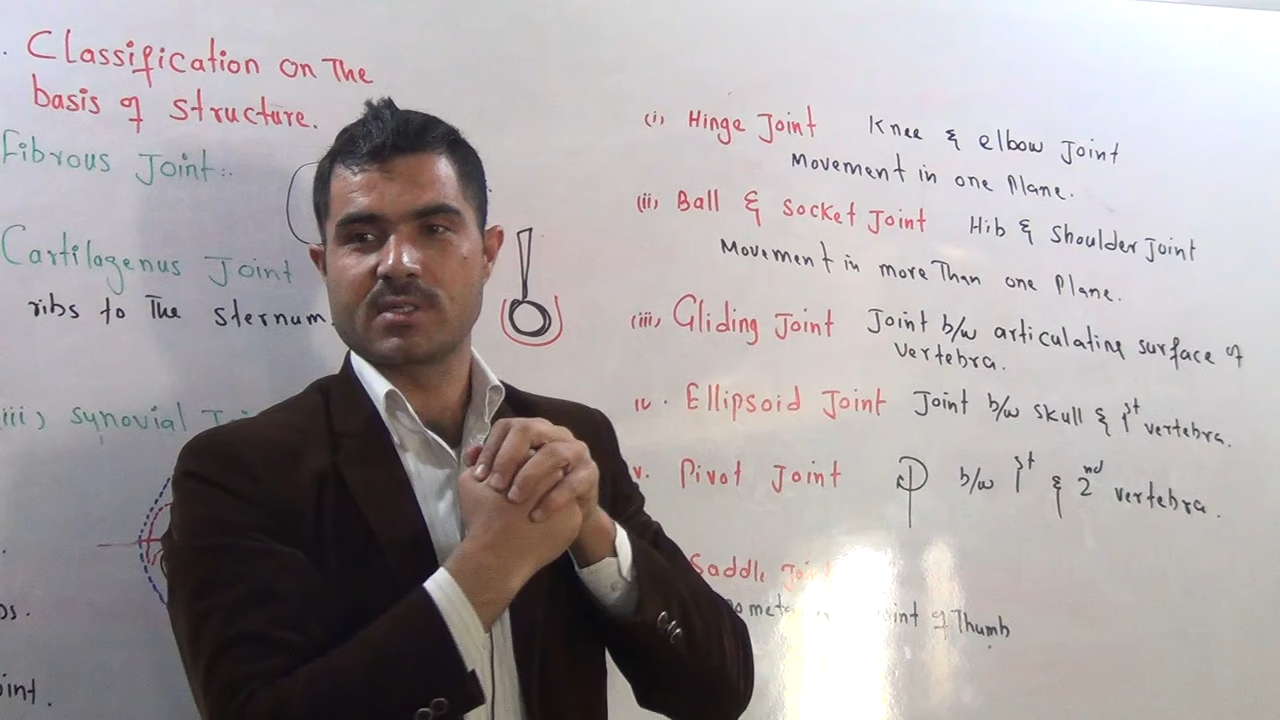 Classification on The
basis of structure.
Fibrous Joint:.
Cartilagenus Joint
ribs to The sternum.
iii) synovial
oint.
(i) Hinge Joint Knee & elbow Joint
Movement in one Plane.
(ii) Ball & socket Joint Hib & shoulder joint
Movement in more Than one Plane.
(iii) Gliding Joint Joint b/w articulating surface of
vertebra.
iv. Ellipsoid Joint Joint b/w skull & 1st vertebra.
v. Pivot Joint b/w 1st & 2nd vertebra.
Saddle Joint
of Thumb